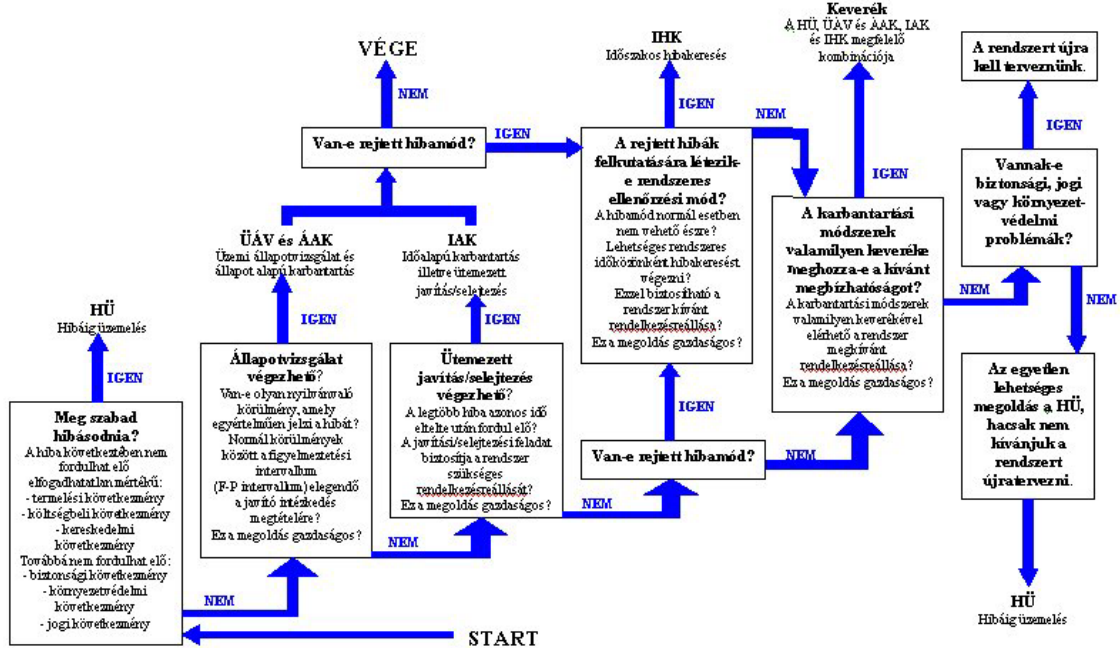 START
Meg szabad
hibásodnia?
A hiba következtében nem
fordulhat elő
elfogadhatatlan mértékű:
- termelési következmény
- költségbeli következmény
- kereskedelmi
következmény
Továbbá nem fordulhat elő:
- biztonsági következmény
- környezetvédelmi
következmény
- jogi következmény
IGEN
HÜ
Hibáig üzemelés
NEM
Állapotvizsgálat
végezhető?
Van-e olyan nyilvánvaló
körülmény, amely
egyértelműen jelzi a hibát?
Normál körülmények
között a figyelmeztetési
intervallum
(F-P intervallum) elegendő
a javító intézkedés
megtételére?
Ez a megoldás gazdaságos?
IGEN
ÜÁV és ÁAK
Üzemi állapotvizsgálat és
állapot alapú karbantartás
NEM
Ütemezett
javítás/selejtezés
végezhető?
A legtöbb hiba azonos idő
eltelte után fordul elő?
A javítási/selejtezési feladat
biztosítja a rendszer
szükséges
rendelkezésreállását?
Ez a megoldás gazdaságos?
IGEN
IAK
Időalapú karbantartás
illetve ütemezett
javítás/selejtezés
NEM
Van-e rejtett hibamód?
NEM
VÉGE
IGEN
Van-e rejtett hibamód?
A rejtett hibák
felkutatására létezik-
e rendszeres
ellenőrzési mód?
A hibamód normál esetben
nem vehető észre?
Lehetséges rendszeres
időközönként hibakeresést
végezni?
Ezzel biztosítható a
rendszer kívánt
rendelkezésreállása?
Ez a megoldás gazdaságos?
IGEN
IHK
Időszakos hibakeresés
NEM
NEM
A karbantartási
módszerek
valamilyen keveréke
meghozza-e a kívánt
megbízhatóságot?
A karbantartási módszerek
valamilyen keverékével
elérhető a rendszer
megkívánt
rendelkezésreállása?
Ez a megoldás gazdaságos?
IGEN
Keverék
A HÜ, ÜÁV és ÁAK, IAK
és IHK megfelelő
kombinációja
NEM
Vannak-e
biztonsági, jogi
vagy környezet-
védelmi
problémák?
IGEN
A rendszert újra
kell terveznünk.
NEM
Az egyetlen
lehetséges
megoldás a HÜ,
hacsak nem
kívánjuk a
rendszert
újratervezni.
HÜ
Hibáig üzemelés